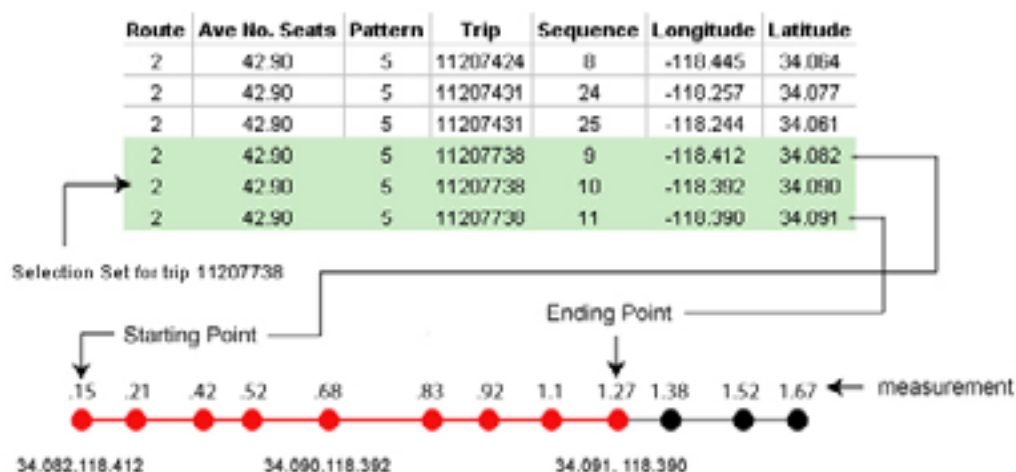 Route Ave No. Seats Pattern Trip Sequence Longitude Latitude
2 42.90 5 11207424 8 -118.445 34.064
2 42.90 5 11207431 24 -118.257 34.077
2 42.90 5 11207431 25 -118.244 34.061
2 42.90 5 11207738 9 -118.412 34.082
2 42.90 5 11207738 10 -118.392 34.090
2 42.90 5 11207738 11 -118.390 34.091
Selection Set for trip 11207738
Ending Point
Starting Point
.15 .21 .42 .52 .68 .83 .92 1.1 1.27 1.38 1.52 1.67 measurement
34.082,118.412 34.090,118.392 34.091, 118.390